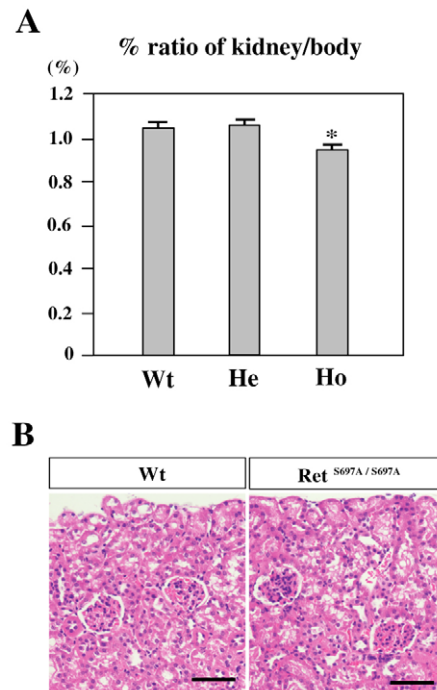 A
% ratio of kidney/body
(%)
1.2
1.0
0.8
0.6
0.4
0.2
0
*
Wt He Ho
B
Wt Ret S697A / S697A